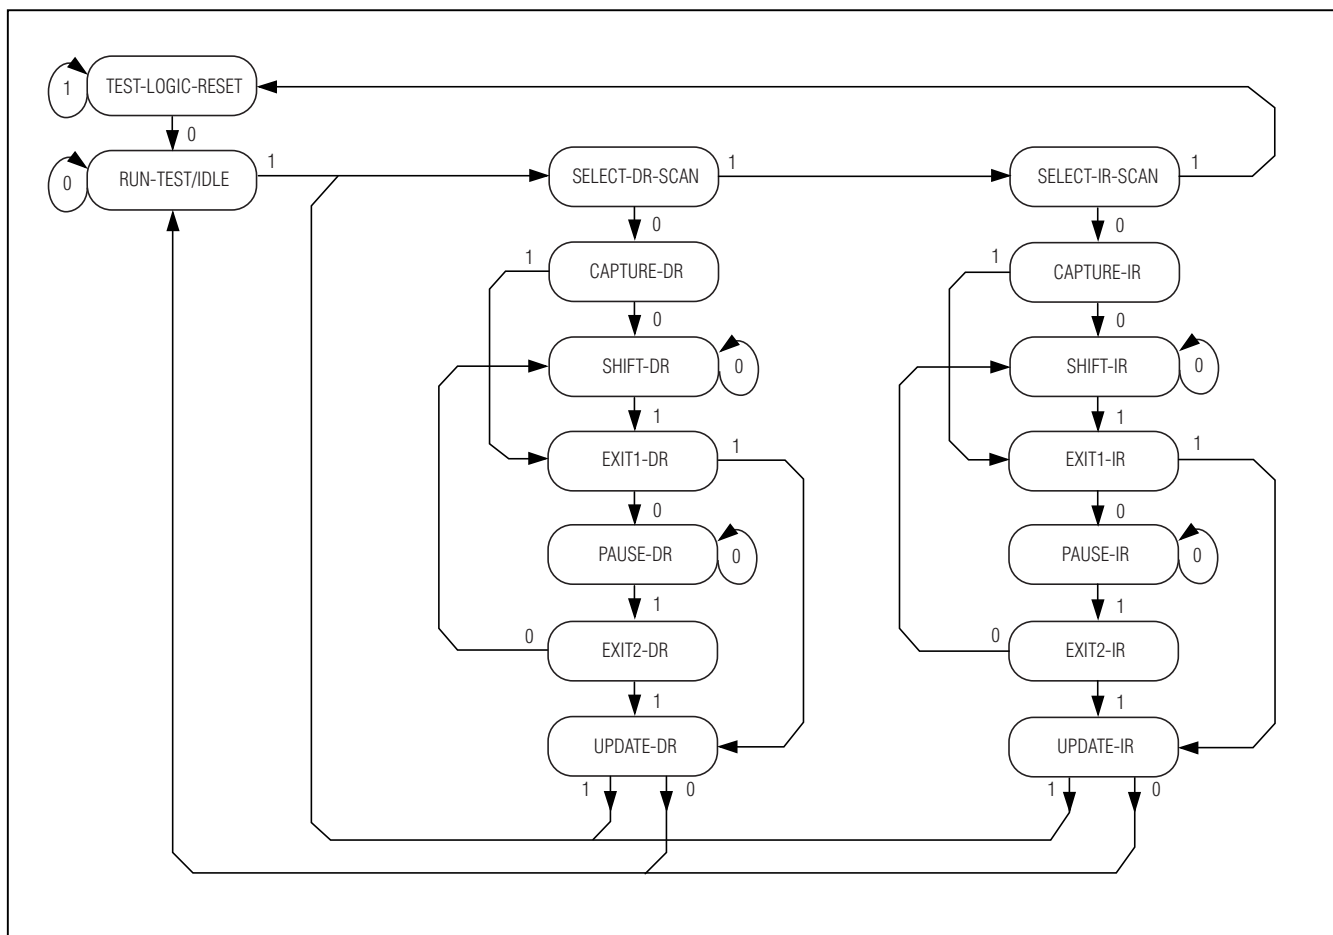 TEST-LOGIC-RESET
1
0
RUN-TEST/IDLE
0
1
SELECT-DR-SCAN
1
0
SELECT-IR-SCAN
1
0
CAPTURE-DR
1
0
CAPTURE-IR
1
0
SHIFT-DR
0
1
SHIFT-IR
0
1
EXIT1-DR
1
0
EXIT1-IR
1
0
PAUSE-DR
0
1
PAUSE-IR
0
1
EXIT2-DR
0
1
EXIT2-IR
0
1
UPDATE-DR
1
0
UPDATE-IR
1
0